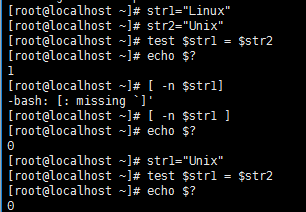 [root@localhost ~]# str1="Linux"
[root@localhost ~]# str2="Unix"
[root@localhost ~]# test $str1 = $str2
[root@localhost ~]# echo $?
1
[root@localhost ~]# [ -n $str1]
-bash: [: missing `]'
[root@localhost ~]# [ -n $str1 ]
[root@localhost ~]# echo $?
0
[root@localhost ~]# str1="Unix"
[root@localhost ~]# test $str1 = $str2
[root@localhost ~]# echo $?
0